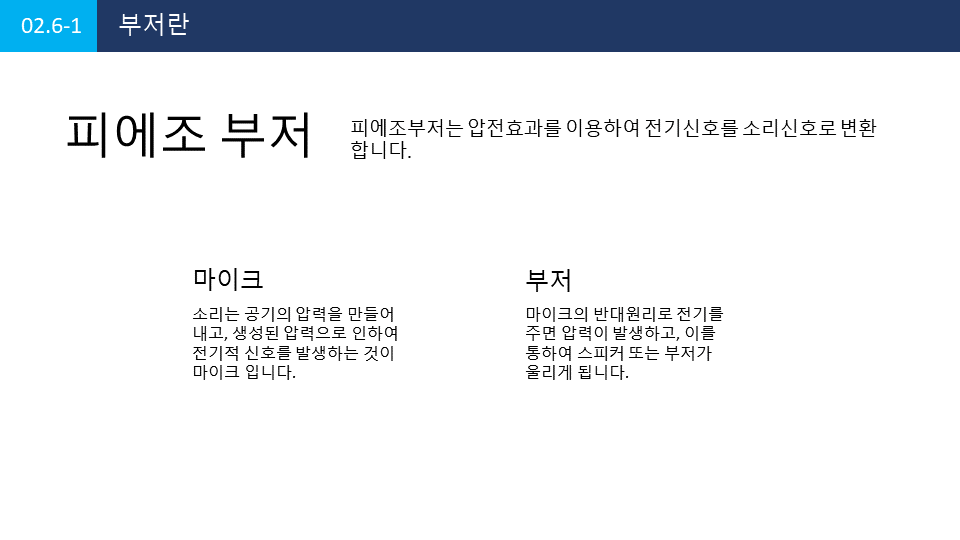 02.6-1 부저란
피에조 부저
피에조부저는 압전효과를 이용하여 전기신호를 소리신호로 변환
합니다.
마이크
소리는 공기의 압력을 만들어
내고, 생성된 압력으로 인하여
전기적 신호를 발생하는 것이
마이크 입니다.
부저
마이크의 반대원리로 전기를
주면 압력이 발생하고, 이를
통하여 스피커 또는 부저가
울리게 됩니다.